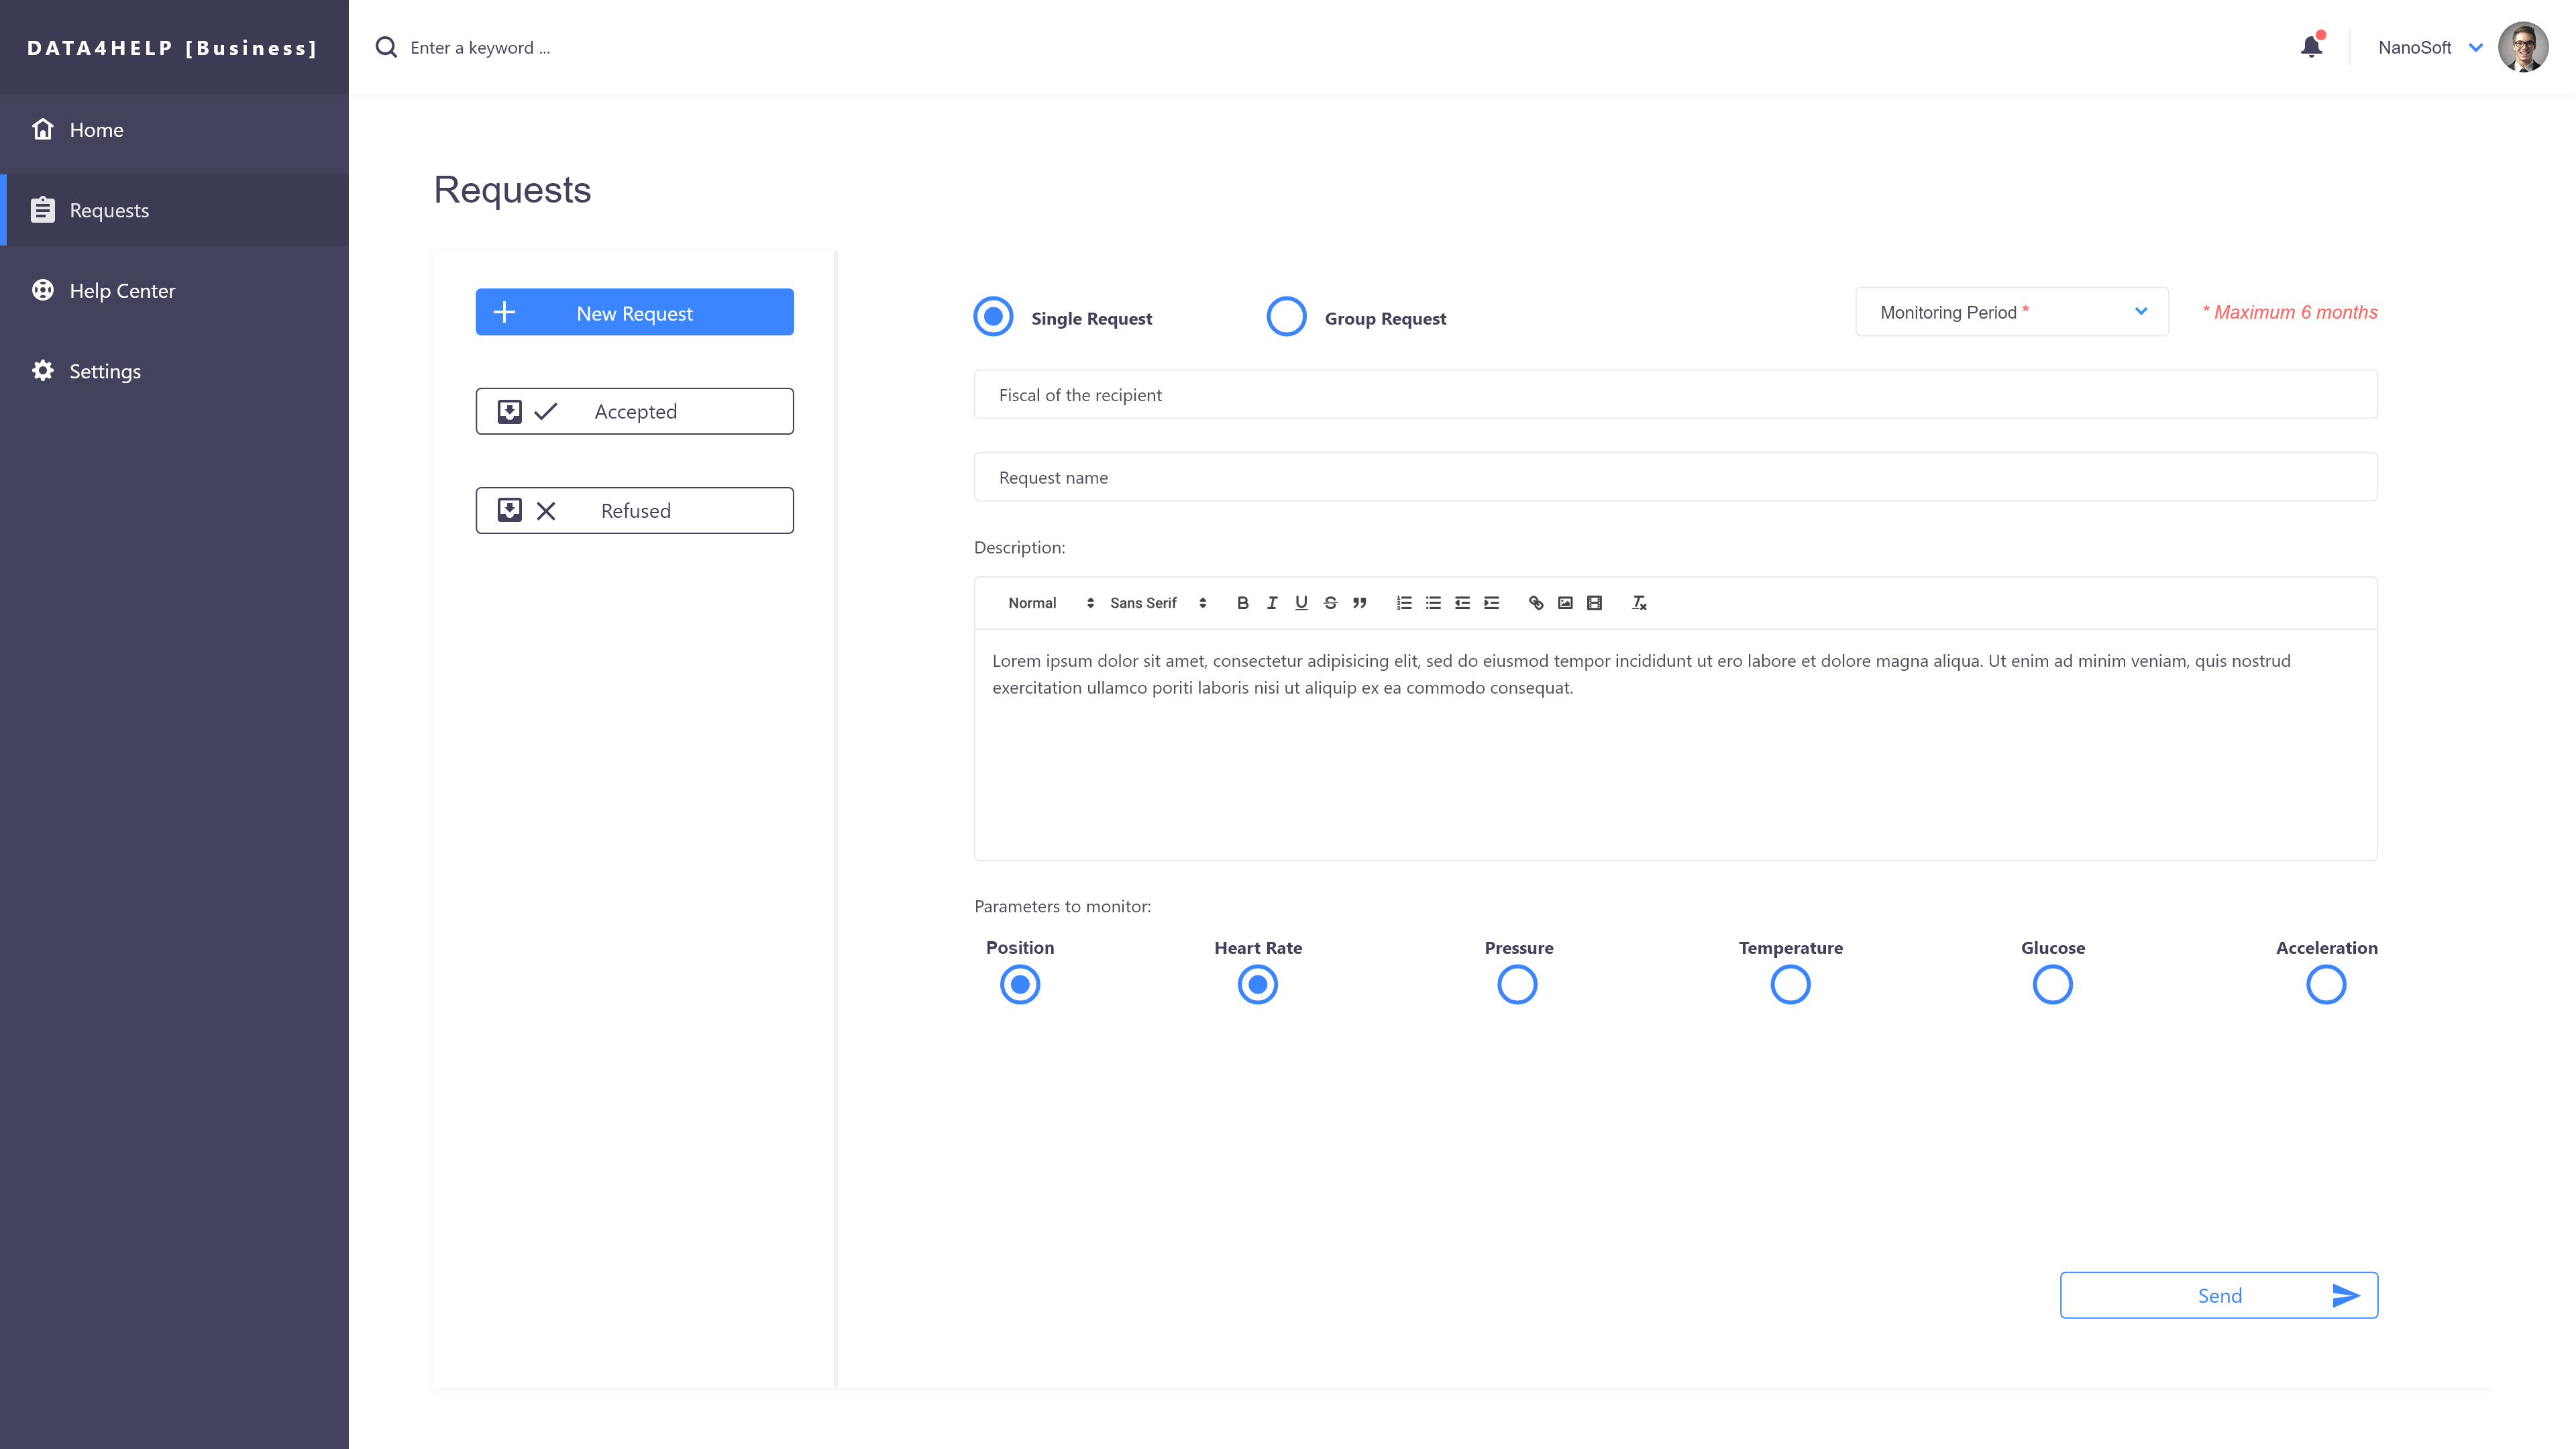 DATA4HELP [Business]
Enter a keyword ...
NanoSoft
Home
Requests
Help Center
Settings
Requests
New Request
Accepted
Refused
Single Request
Group Request
Monitoring Period *
* Maximum 6 months
Fiscal of the recipient
Request name
Description:
Normal
Sans Serif
Lorem ipsum dolor sit amet, consectetur adipisicing elit, sed do eiusmod tempor incididunt ut ero labore et dolore magna aliqua. Ut enim ad minim veniam, quis nostrud
exercitation ullamco poriti laboris nisi ut aliquip ex ea commodo consequat.
Parameters to monitor:
Position
Heart Rate
Pressure
Temperature
Glucose
Acceleration
Send